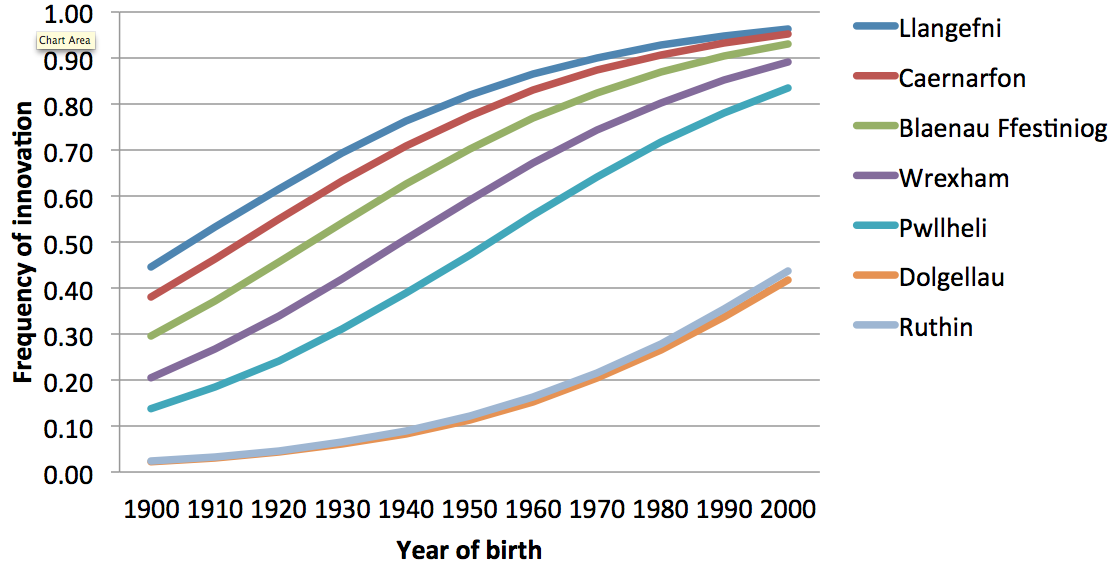 1.00
Chart Area
0.90
0.80
0.70
0.60
0.50
0.40
0.30
0.20
0.10
0.00
Frequency of innovation
1900 1910 1920 1930 1940 1950 1960 1970 1980 1990 2000
Year of birth
Llangefni
Caernarfon
Blaenau Ffestiniog
Wrexham
Pwllheli
Dolgellau
Ruthin